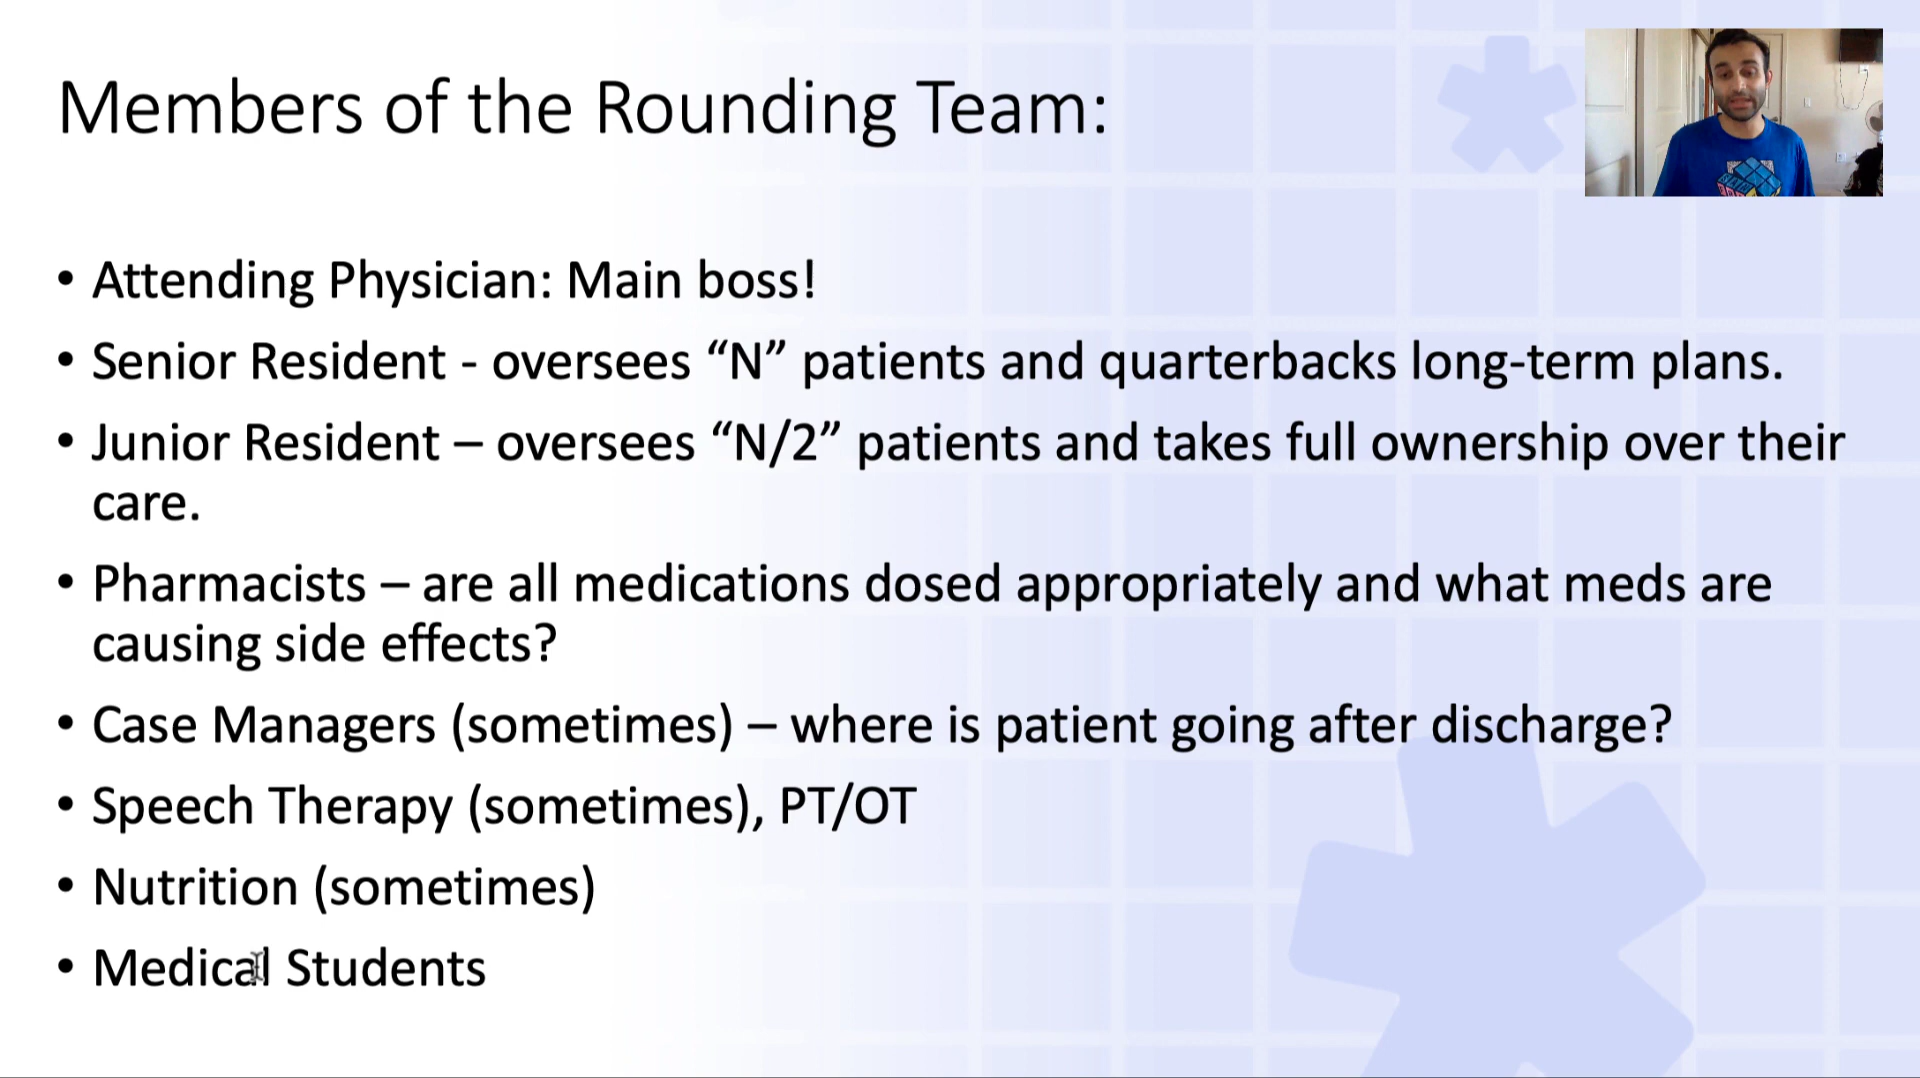 Members of the Rounding Team:
• Attending Physician: Main boss!
• Senior Resident - oversees “N” patients and quarterbacks long-term plans.
• Junior Resident – oversees “N/2” patients and takes full ownership over their
care.
• Pharmacists – are all medications dosed appropriately and what meds are
causing side effects?
• Case Managers (sometimes) – where is patient going after discharge?
• Speech Therapy (sometimes), PT/OT
• Nutrition (sometimes)
• Medical Students